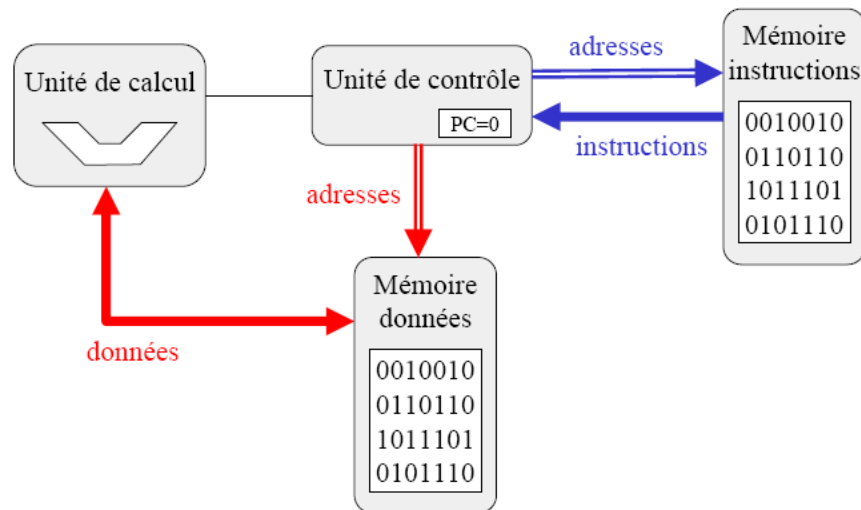 Unité de calcul
Unité de contrôle
PC=0
adresses
instructions
Mémoire
instructions
0010010
0110110
1011101
0101110
adresses
données
Mémoire
données
0010010
0110110
1011101
0101110